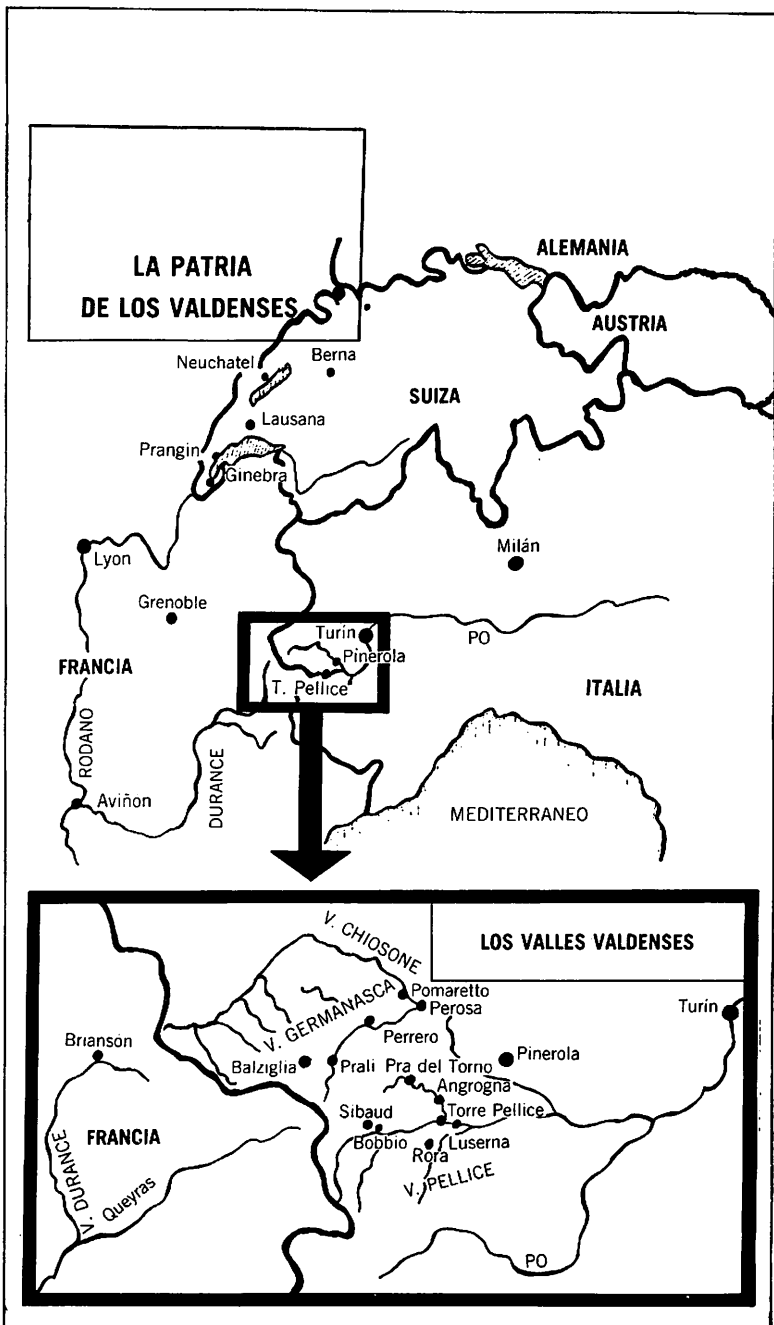 LA PATRIA
DE LOS VALDENSES
ALEMANIA
AUSTRIA
Neuchatel
Berna
SUIZA
Lausana
Prangin
Ginebra
Lyon
Milán
Grenoble
Turín
PO
Pinerola
FRANCIA
T. Pellice
ITALIA
RODANO
DURANCE
Aviñon
MEDITERRANEO
LOS VALLES VALDENSES
V. CHIOSONE
Pomaretto
Perosa
V. GERMANASCA
Turín
Perrero
Briansón
Pinerola
Balziglia
Prali
Pra del Torno
Angrogna
Sibaud
Torre Pellice
FRANCIA
Bobbio
Luserna
Rora
V. PELLICE
V. DURANCE
Queyras
PO